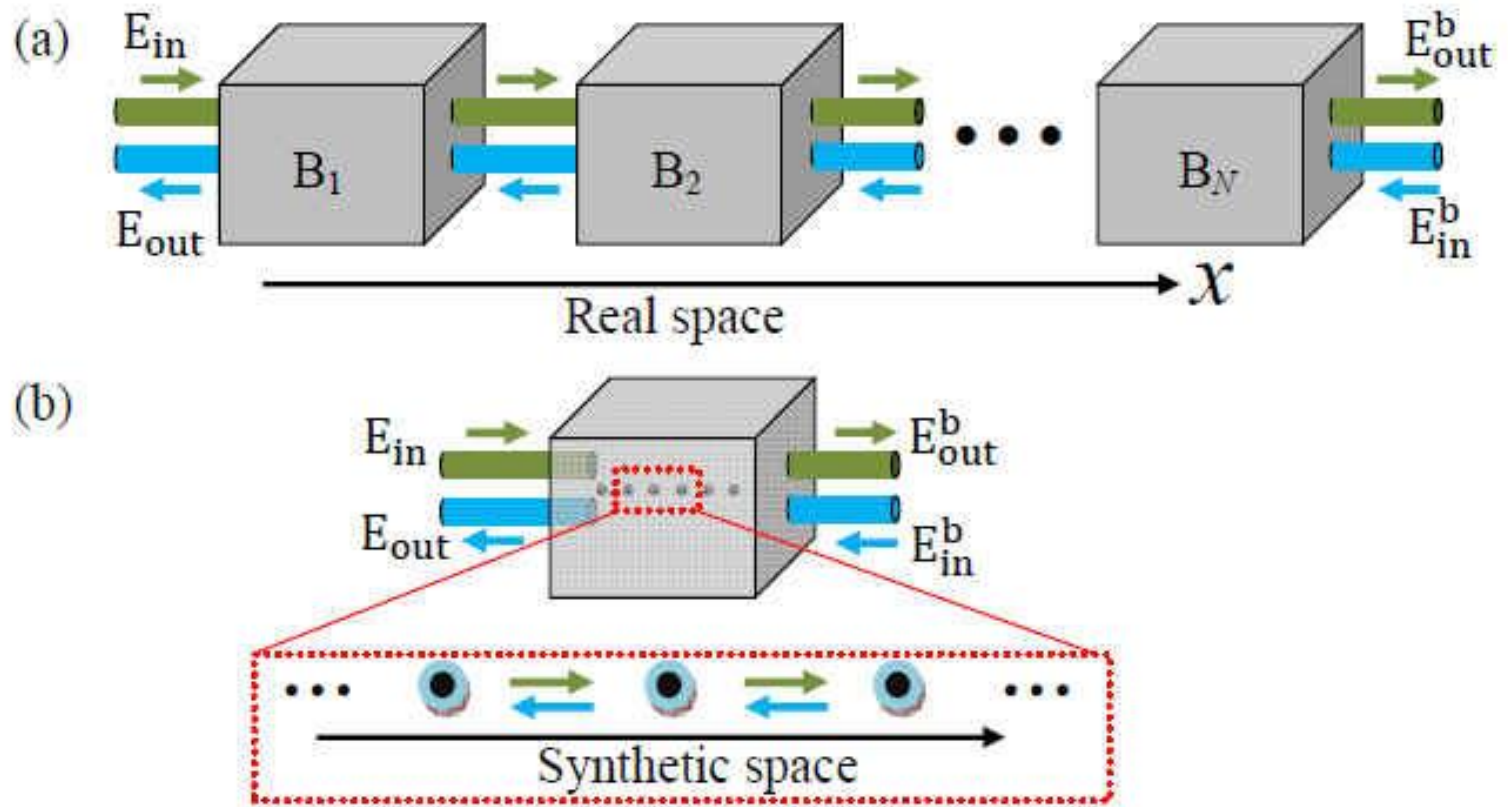 (a)
E_in
E_out
B_1
B_2
• • •
B_N
E^b_out
E^b_in
Real space
x
(b)
E_in
E_out
E^b_out
E^b_in
• • •
• • •
Synthetic space